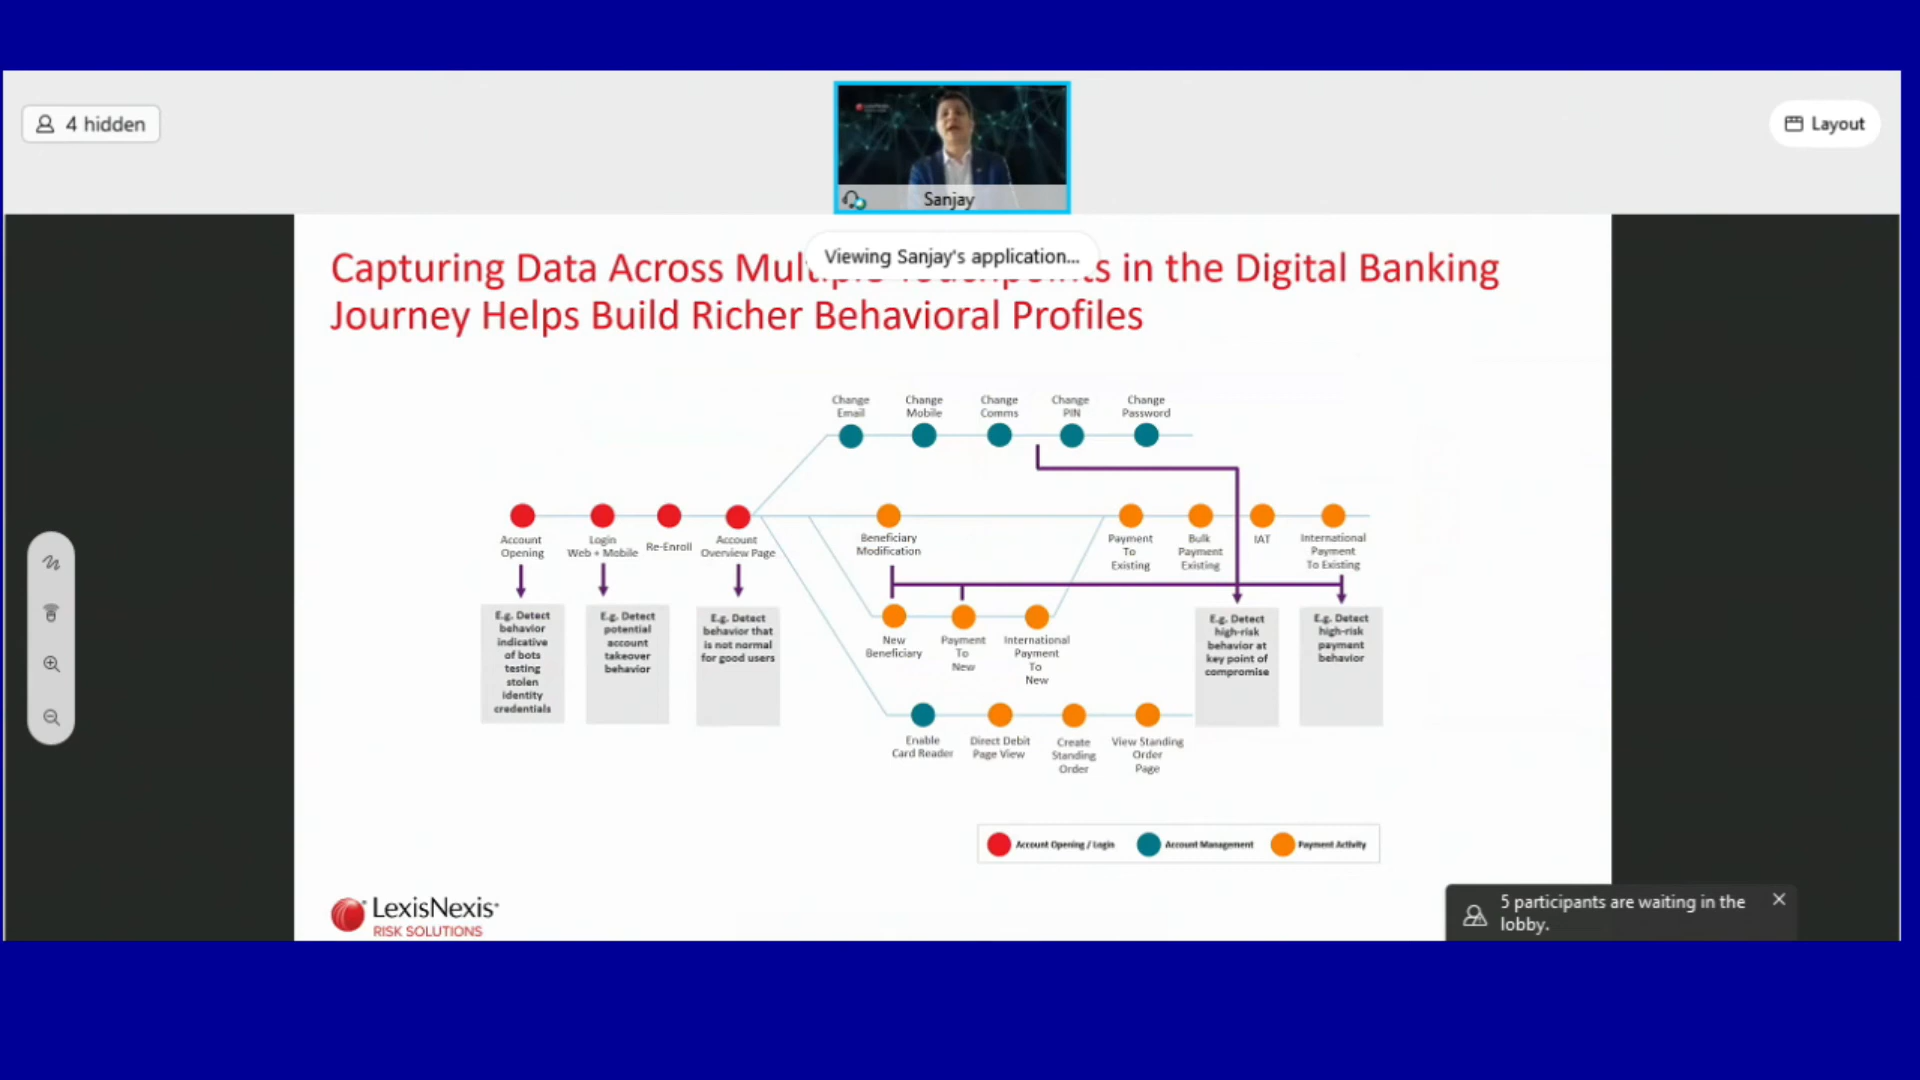 4 hidden
Layout
LexisNexis
Sanjay
Viewing Sanjay's application...
Capturing Data Across Multiple Touchpoints in the Digital Banking
Journey Helps Build Richer Behavioral Profiles
Change
Email
Change
Mobile
Change
Comms
Change
PIN
Change
Password
Account
Opening
Login
Web + Mobile
Re-Enroll
Account
Overview Page
Beneficiary
Modification
Payment
To
Existing
Bulk
Payment
Existing
IAT
International
Payment
To Existing
E.g. Detect
behavior
indicative
of bots
testing
stolen
identity
credentials
E.g. Detect
potential
account
takeover
behavior
E.g. Detect
behavior that
is not normal
for good users
New
Beneficiary
Payment
To
New
International
Payment
To
New
E.g. Detect
high-risk
behavior at
key point of
compromise
E.g. Detect
high-risk
payment
behavior
Enable
Card Reader
Direct Debit
Page View
Create
Standing
Order
View Standing
Order
Page
Account Opening / Login
Account Management
Payment Activity
LexisNexis
RISK SOLUTIONS
5 participants are waiting in the
lobby.